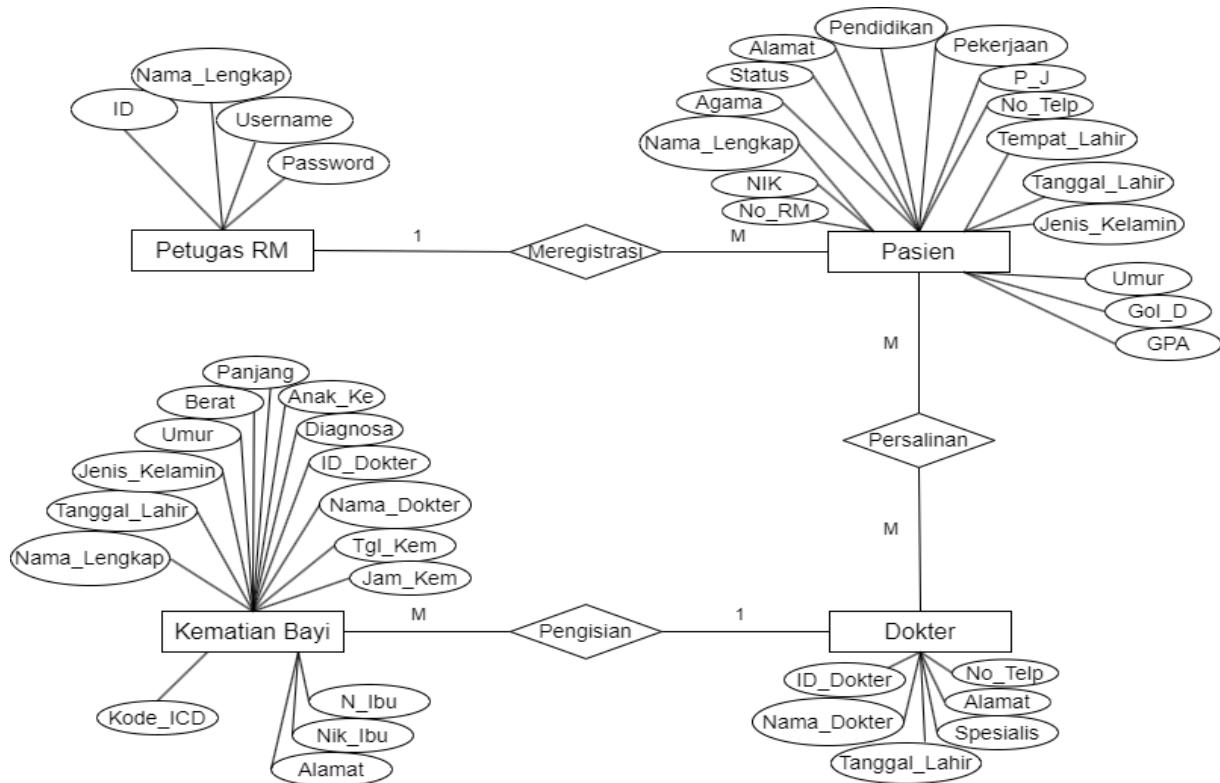 Pendidikan
Alamat
Pekerjaan
Nama_Lengkap
Status
P_J
ID
Agama
No_Telp
Username
Nama_Lengkap
Tempat_Lahir
Password
NIK
Tanggal_Lahir
No_RM
Jenis_Kelamin
Petugas RM
1
Meregistrasi
M
Pasien
Umur
Gol_D
GPA
M
Panjang
Berat
Anak_Ke
Umur
Diagnosa
Persalinan
Jenis_Kelamin
ID_Dokter
Tanggal_Lahir
Nama_Dokter
M
Nama_Lengkap
Tgl_Kem
Jam_Kem
Kematian Bayi
M
Pengisian
1
Dokter
ID_Dokter
No_Telp
N_Ibu
Alamat
Kode_ICD
Nama_Dokter
Nik_Ibu
Spesialis
Alamat
Tanggal_Lahir